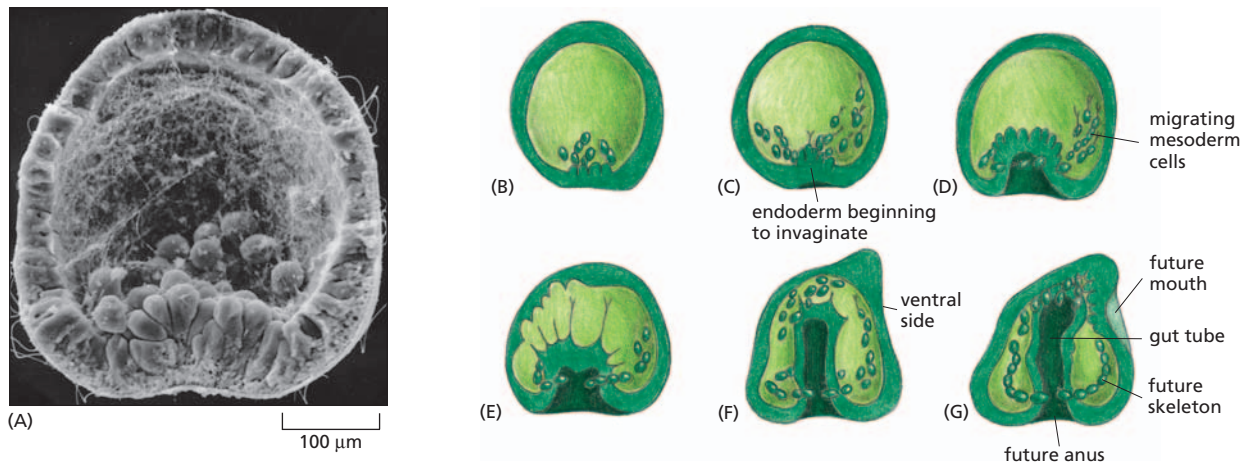 (A)
100 μm
(B)
(C)
(D)
migrating
mesoderm
cells
endoderm beginning
to invaginate
(E)
(F)
ventral
side
(G)
future
mouth
gut tube
future
skeleton
future anus